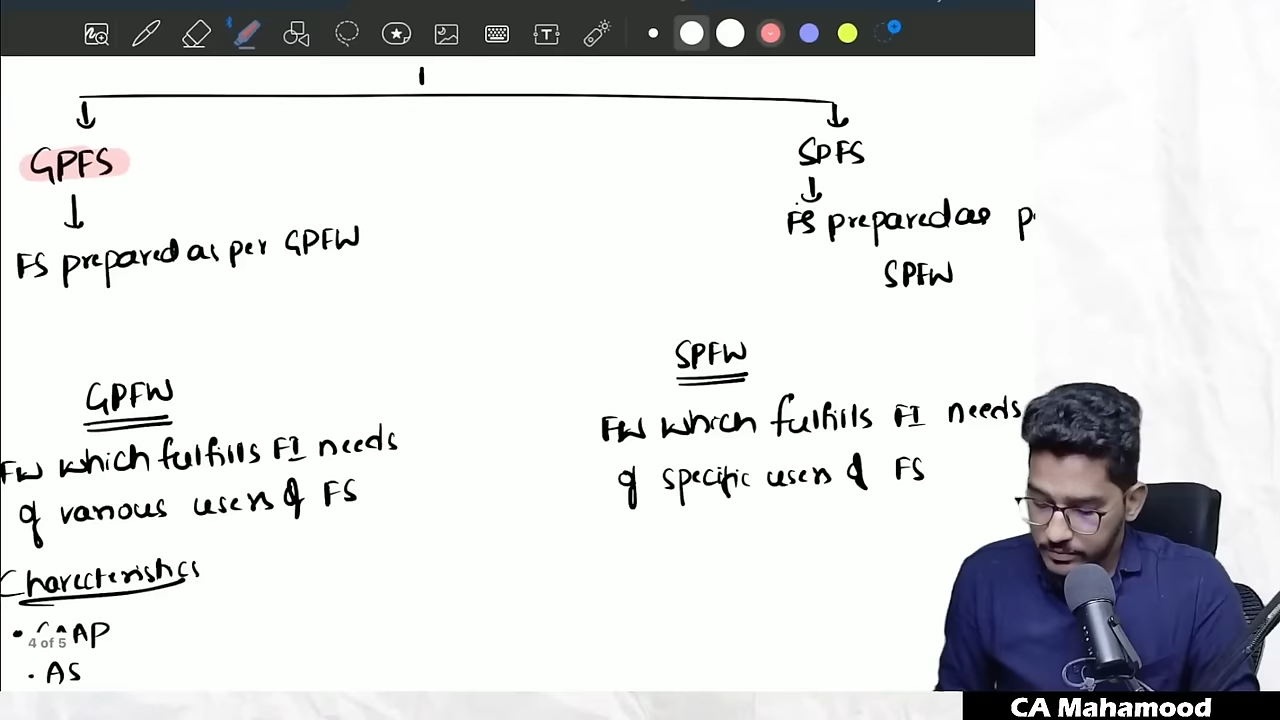 GPFS
FS prepared as per GPFW
SPFS
FS prepared as
SPFW
GPFW
FW which fulfills FI needs
of various users of FS
Charecteristics
• GAAP
4 of 5
• AS
SPFW
FW which fulfills FI needs
of specific users of FS
CA Mahamood